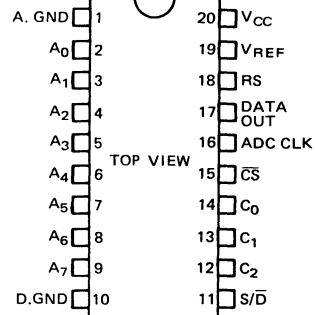 A. GND 1 20 VCC
A0 2 19 VREF
A1 3 18 RS
A2 4 17 DATA OUT
A3 5 16 ADC CLK
TOP VIEW
A4 6 15 C̅S̅
A5 7 14 C0
A6 8 13 C1
A7 9 12 C2
D.GND 10 11 S/D̅